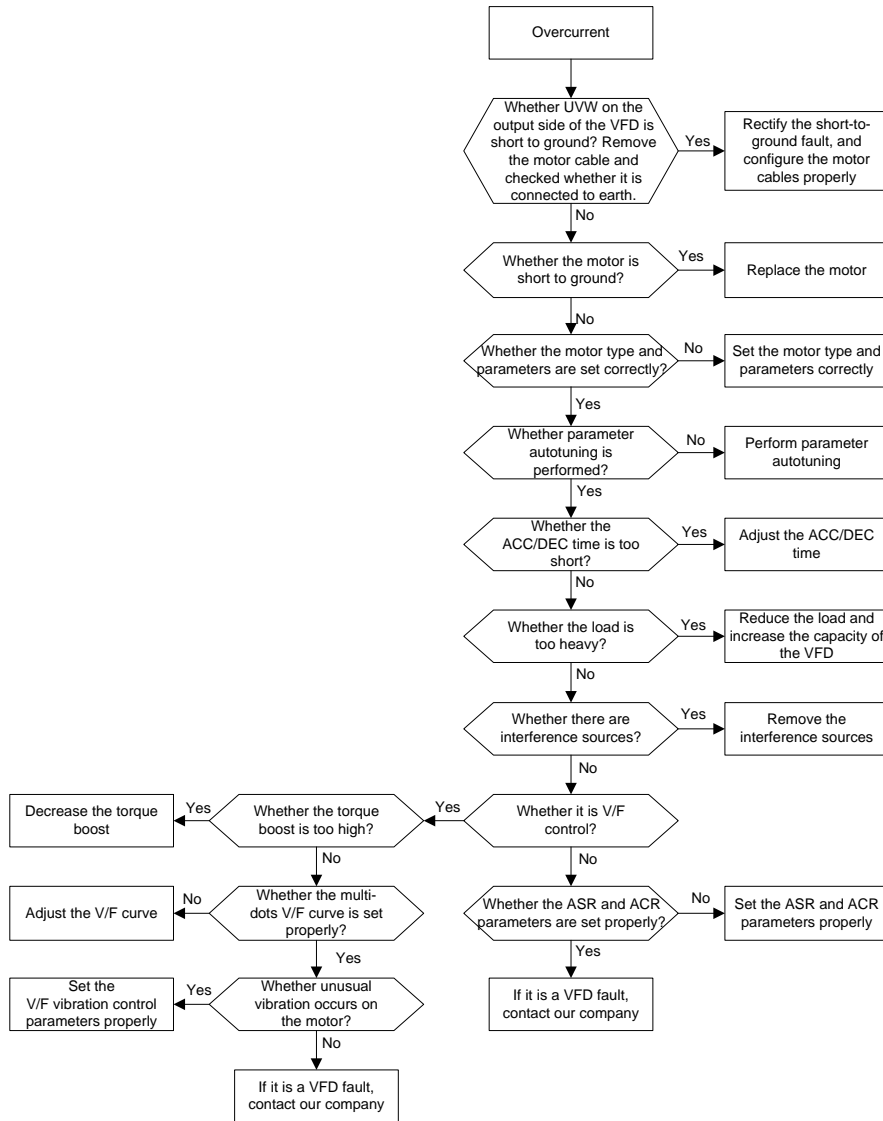 Overcurrent
Whether UVW on the
output side of the VFD is
short to ground? Remove
the motor cable and
checked whether it is
connected to earth.
Yes
Rectify the short-to-
ground fault, and
configure the motor
cables properly
No
Whether the motor is
short to ground?
Yes
Replace the motor
No
Whether the motor type and
parameters are set correctly?
No
Set the motor type and
parameters correctly
Yes
Whether parameter
autotuning is
performed?
No
Perform parameter
autotuning
Yes
Whether the
ACC/DEC time is too
short?
Yes
Adjust the ACC/DEC
time
No
Whether the load is
too heavy?
Yes
Reduce the load and
increase the capacity of
the VFD
No
Whether there are
interference sources?
Yes
Remove the
interference sources
No
Whether it is V/F
control?
Yes
Whether the torque
boost is too high?
Yes
Decrease the torque
boost
No
Whether the multi-
dots V/F curve is set
properly?
No
Adjust the V/F curve
Yes
Whether unusual
vibration occurs on
the motor?
Yes
Set the
V/F vibration control
parameters properly
No
If it is a VFD fault,
contact our company
No
Whether the ASR and ACR
parameters are set properly?
No
Set the ASR and ACR
parameters properly
Yes
If it is a VFD fault,
contact our company